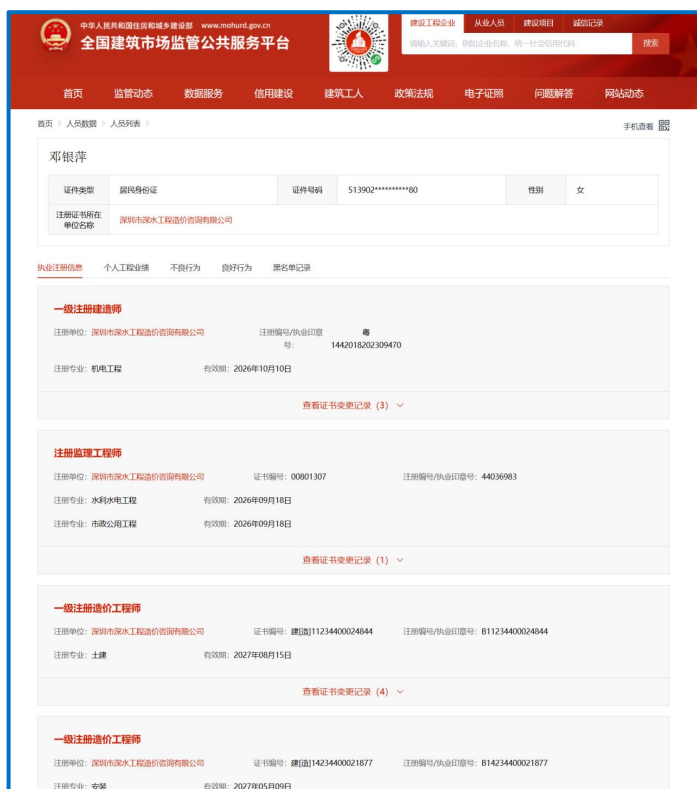 中华人民共和国住房和城乡建设部 www.mohurd.gov.cn
全国建筑市场监管公共服务平台
建设工程企业 从业人员 建设项目 诚信记录
请输入关键词，例如企业名称、统一社会信用代码 搜索
首页 监管动态 数据服务 信用建设 建筑工人 政策法规 电子证照 问题解答 网站动态
首页 > 人员数据 > 人员列表 >
手机查看
邓银萍
证件类型 居民身份证 证件号码 513902**********80 性别 女
注册证书所在
单位名称 深圳市深水工程造价咨询有限公司
执业注册信息 个人工程业绩 不良行为 良好行为 黑名单记录
一级注册建造师
注册单位: 深圳市深水工程造价咨询有限公司 注册编号/执业印章 粤
号: 1442018202309470
注册专业: 机电工程 有效期: 2026年10月10日
查看证书变更记录 (3)
注册监理工程师
注册单位: 深圳市深水工程造价咨询有限公司 证书编号: 00801307 注册编号/执业印章号: 44036983
注册专业: 水利水电工程 有效期: 2026年09月18日
注册专业: 市政公用工程 有效期: 2026年09月18日
查看证书变更记录 (1)
一级注册造价工程师
注册单位: 深圳市深水工程造价咨询有限公司 证书编号: 建[造]11234400024844 注册编号/执业印章号: B11234400024844
注册专业: 土建 有效期: 2027年08月15日
查看证书变更记录 (4)
一级注册造价工程师
注册单位: 深圳市深水工程造价咨询有限公司 证书编号: 建[造]14234400021877 注册编号/执业印章号: B14234400021877
注册专业: 安装 有效期: 2027年05月09日